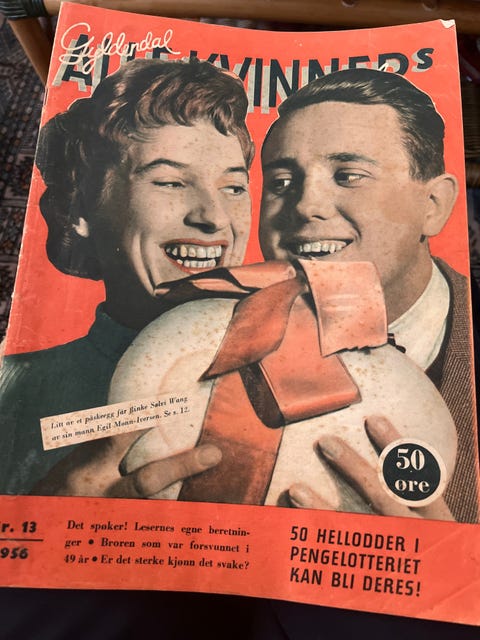 Gyldendal
ALLE KVINNERS
Litt av et påskeegg får flinke Sølvi Wang
av sin mann Egil Monn-Iversen. Se s. 12.
50
øre
Nr. 13
1956
Det spøker! Lesernes egne beretnin-
ger • Broren som var forsvunnet i
49 år • Er det sterke kjønn det svake?
50 HELLODDER I
PENGELOTTERIET
KAN BLI DERES!